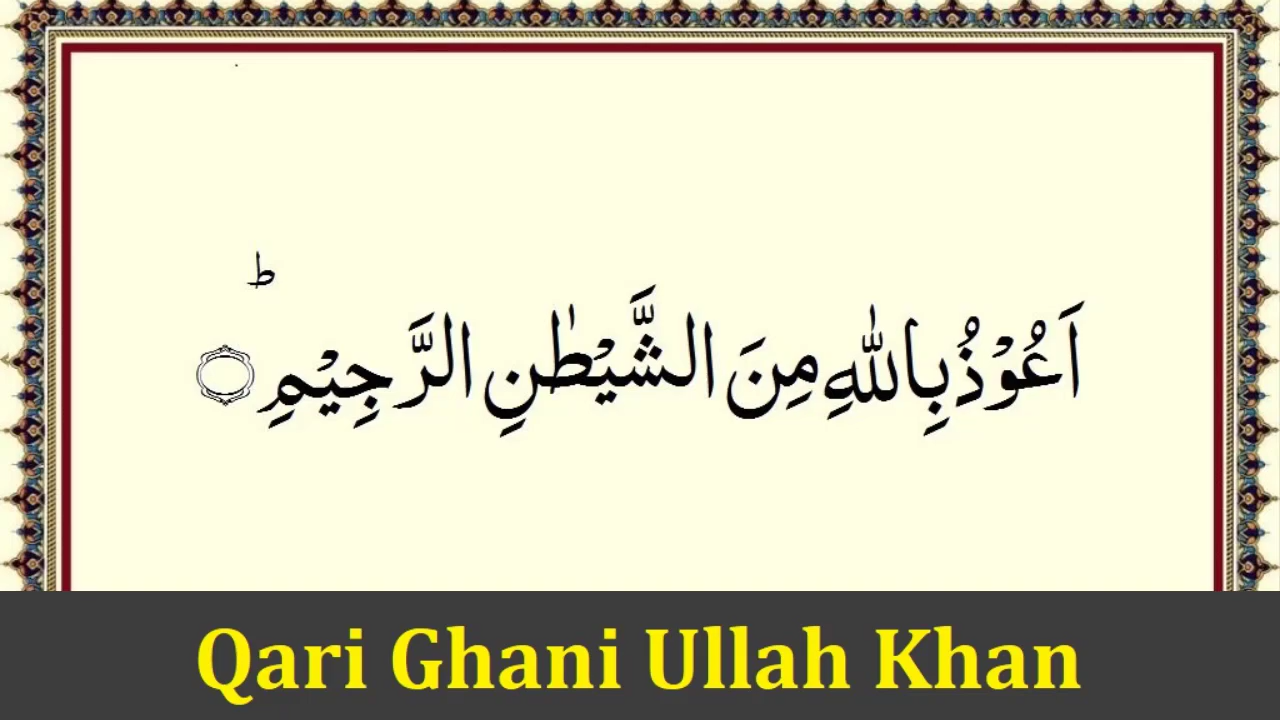 اَعُوْذُ بِاللّٰهِ مِنَ الشَّيْطٰنِ الرَّجِيْمِ ؕ ۝
Qari Ghani Ullah Khan